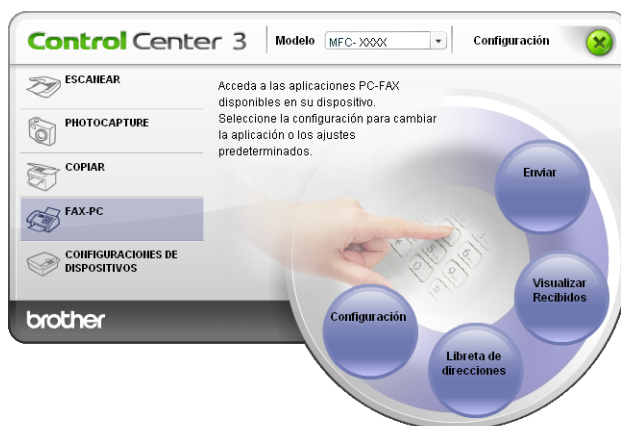 Control Center 3
Modelo
MFC- XXXX
Configuración
ESCANEAR
PHOTOCAPTURE
COPIAR
FAX-PC
CONFIGURACIONES DE
DISPOSITIVOS
brother
Acceda a las aplicaciones PC-FAX
disponibles en su dispositivo.
Seleccione la configuración para cambiar
la aplicación o los ajustes
predeterminados.
Enviar
Visualizar
Recibidos
Libreta de
direcciones
Configuración